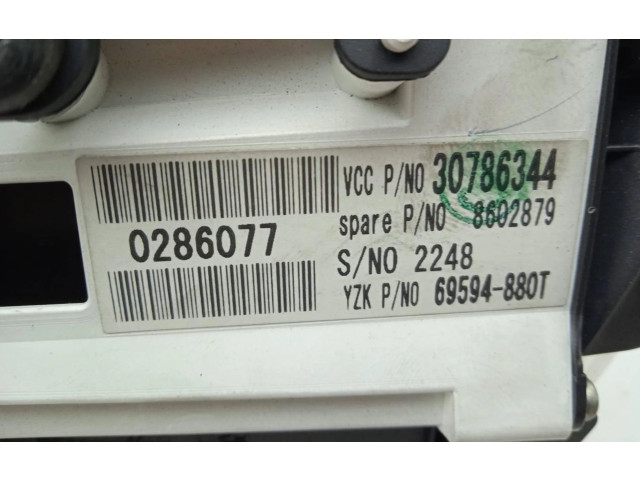 0286077
VCC P/NO 30786344
spare P/NO 8602879
S/NO 2248
YZK P/NO 69594-880T